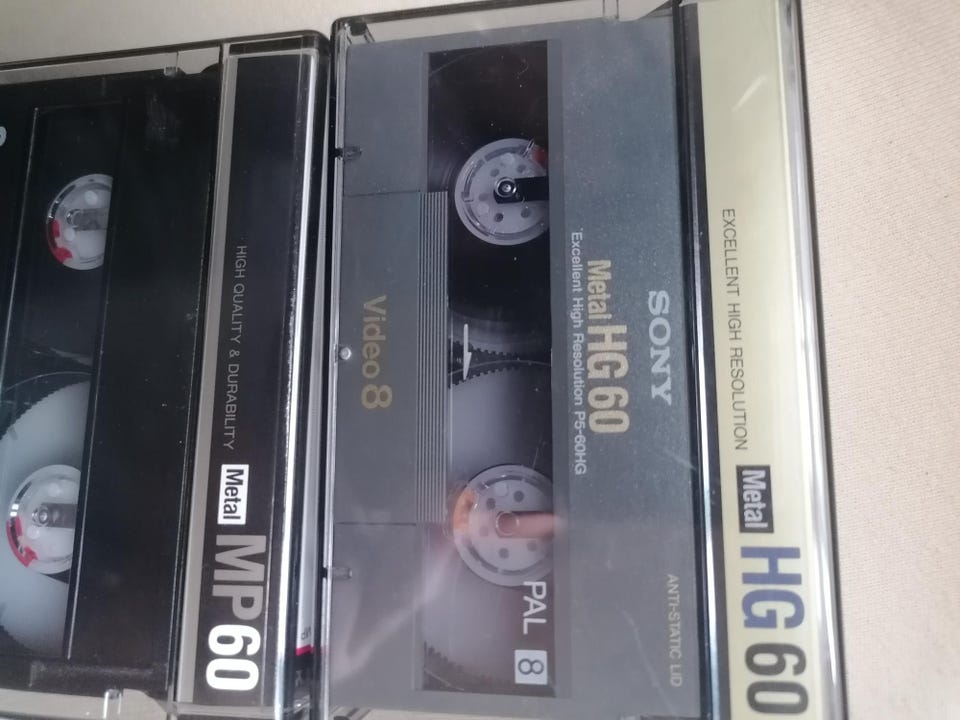 EXCELLENT HIGH RESOLUTION Metal HG 60
ANTI-STATIC LID
SONY
Metal HG 60
Excellent High Resolution P5-60HG
PAL 8
Video 8
HIGH QUALITY & DURABILITY Metal MP 60